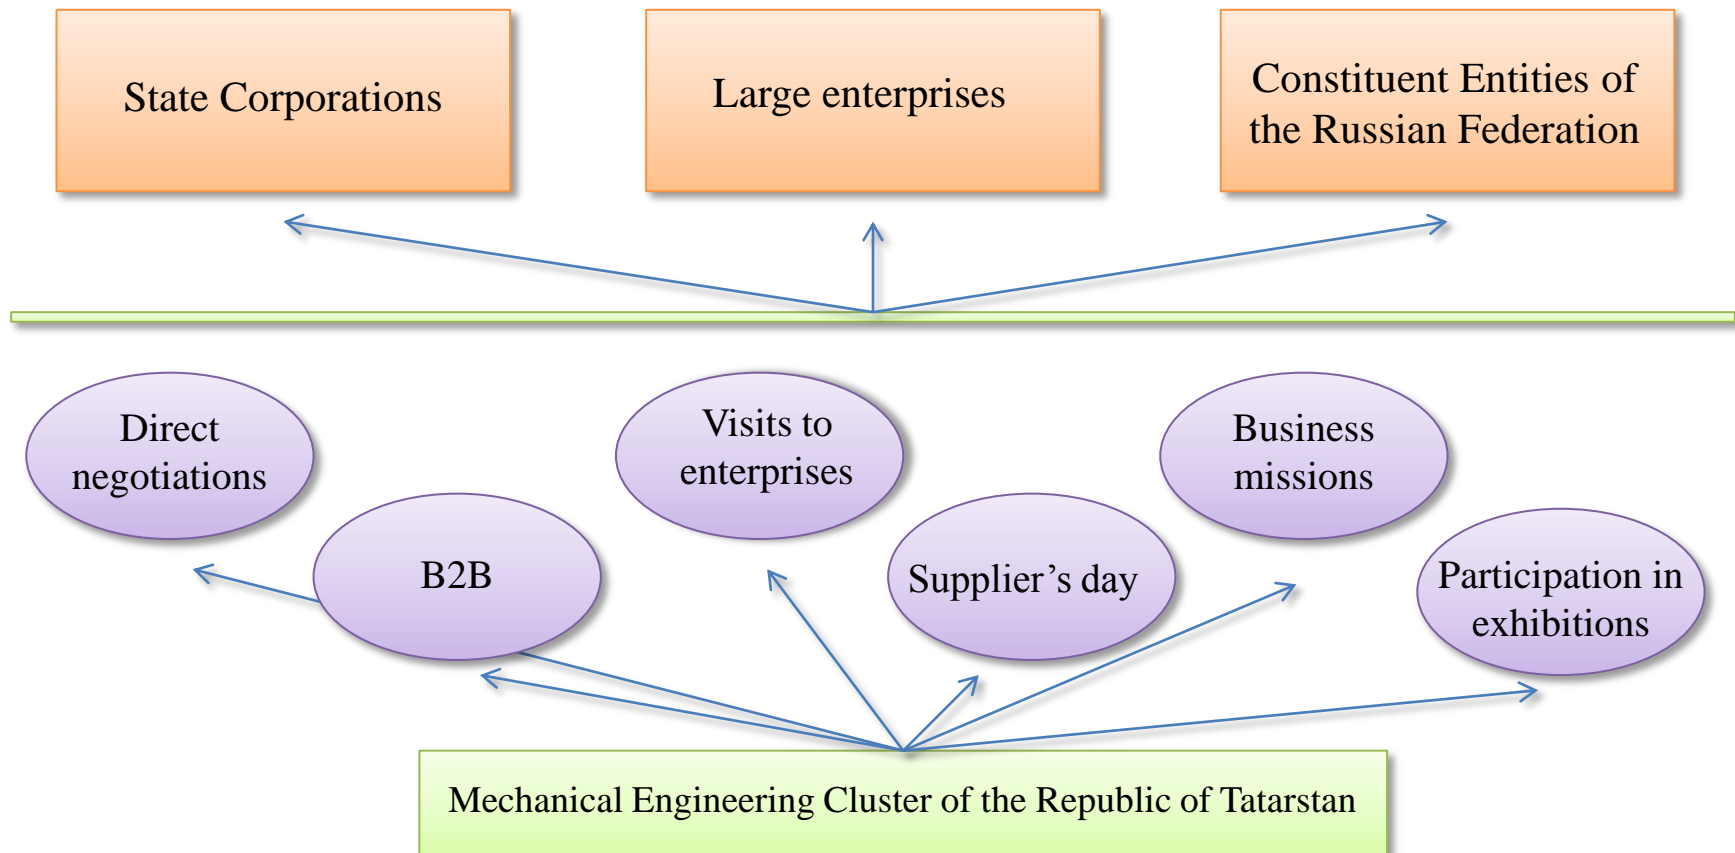 State Corporations
Large enterprises
Constituent Entities of
the Russian Federation
Direct
negotiations
B2B
Visits to
enterprises
Supplier’s day
Business
missions
Participation in
exhibitions
Mechanical Engineering Cluster of the Republic of Tatarstan